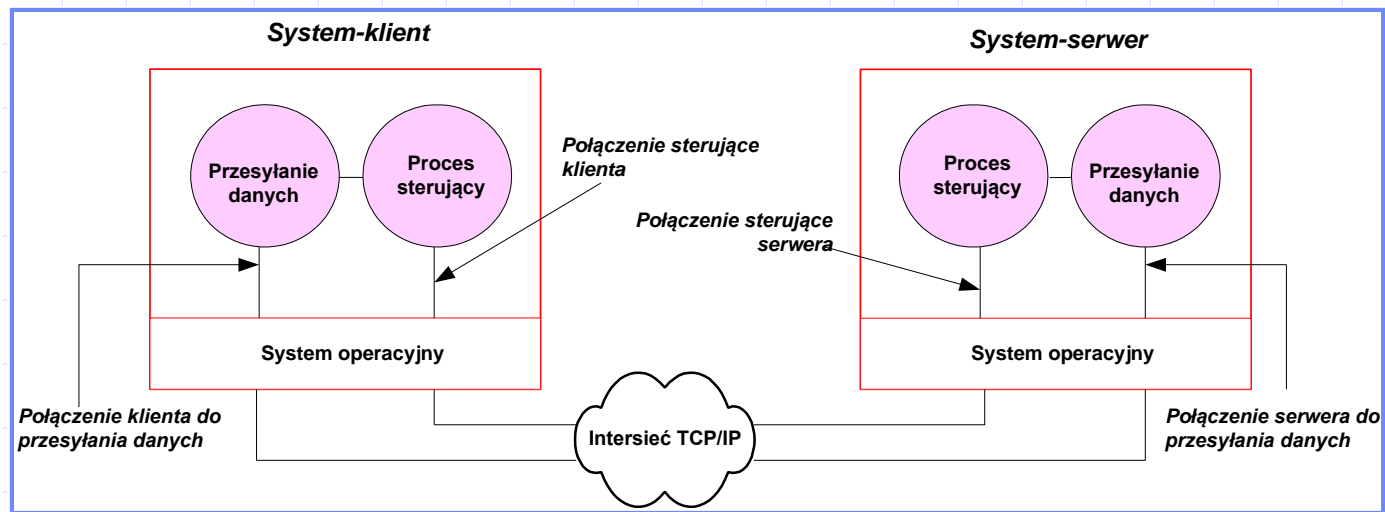 System-klient
System-serwer
Przesyłanie
danych
Proces
sterujący
Połączenie sterujące
klienta
Proces
sterujący
Przesyłanie
danych
Połączenie sterujące
serwera
System operacyjny
System operacyjny
Połączenie klienta do
przesyłania danych
Intersieć TCP/IP
Połączenie serwera do
przesyłania danych